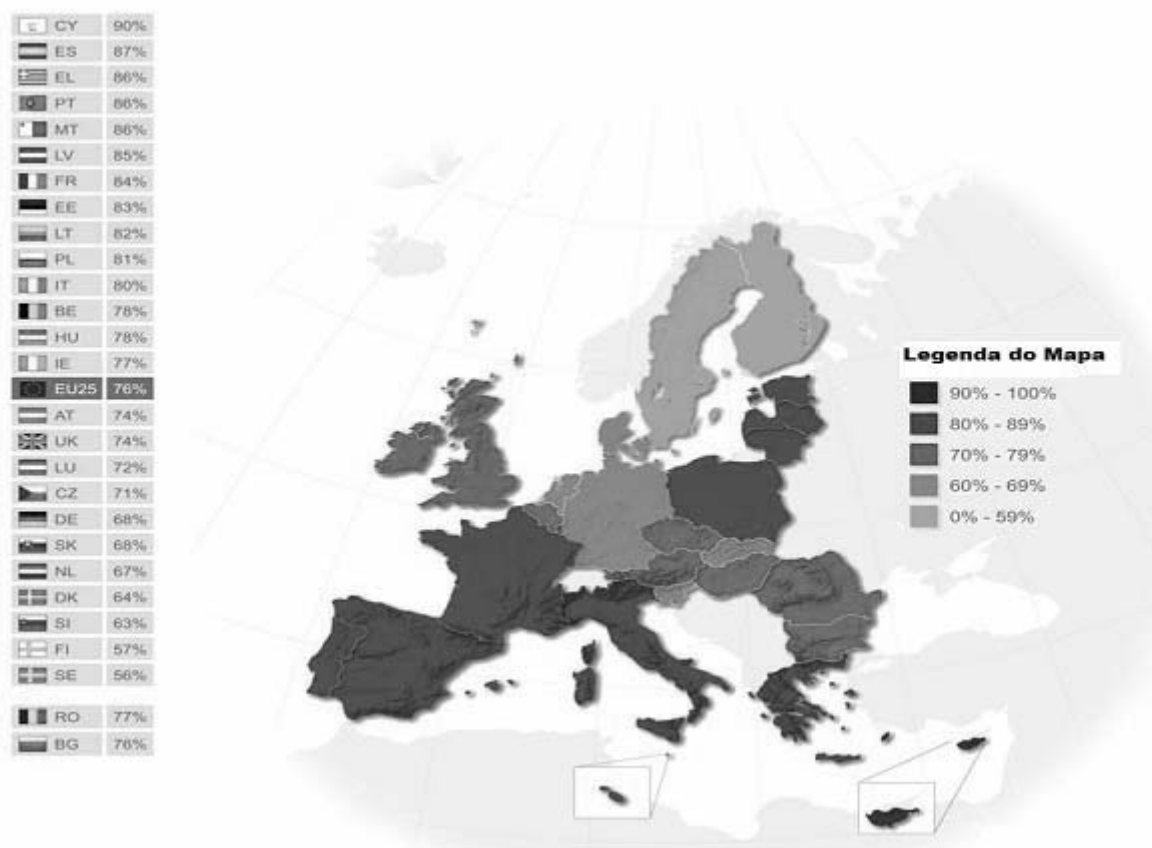 CY 90%
ES 87%
EL 86%
PT 86%
MT 86%
LV 85%
FR 84%
EE 83%
LT 82%
PL 81%
IT 80%
BE 78%
HU 78%
IE 77%
EU25 76%
AT 74%
UK 74%
LU 72%
CZ 71%
DE 68%
SK 68%
NL 67%
DK 64%
SI 63%
FI 57%
SE 56%
RO 77%
BG 76%
Legenda do Mapa
90% - 100%
80% - 89%
70% - 79%
60% - 69%
0% - 59%